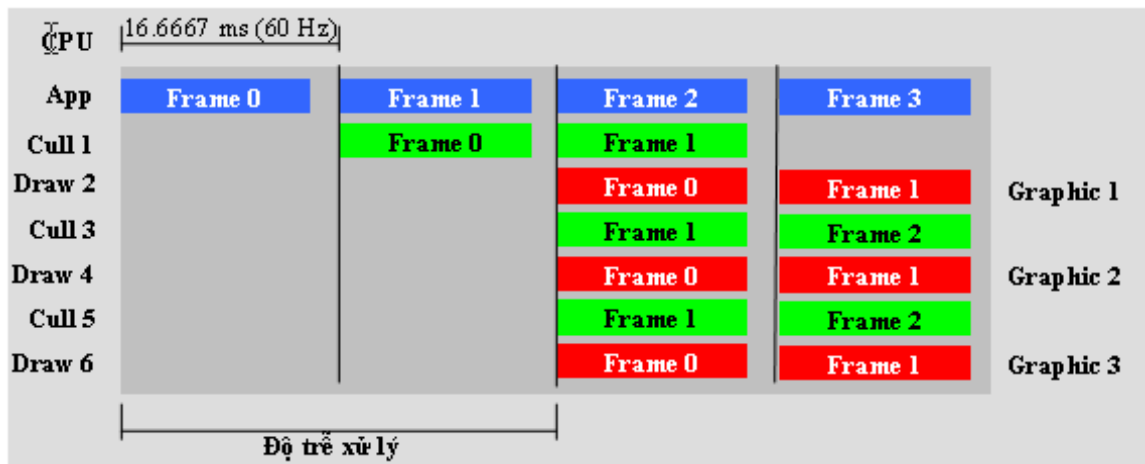 CPU 16.6667 ms (60 Hz)
App Frame 0 Frame 1 Frame 2 Frame 3
Cull 1 Frame 0 Frame 1
Draw 2 Frame 0 Frame 1 Graphic 1
Cull 3 Frame 1 Frame 2
Draw 4 Frame 0 Frame 1 Graphic 2
Cull 5 Frame 1 Frame 2
Draw 6 Frame 0 Frame 1 Graphic 3
Độ trễ xử lý